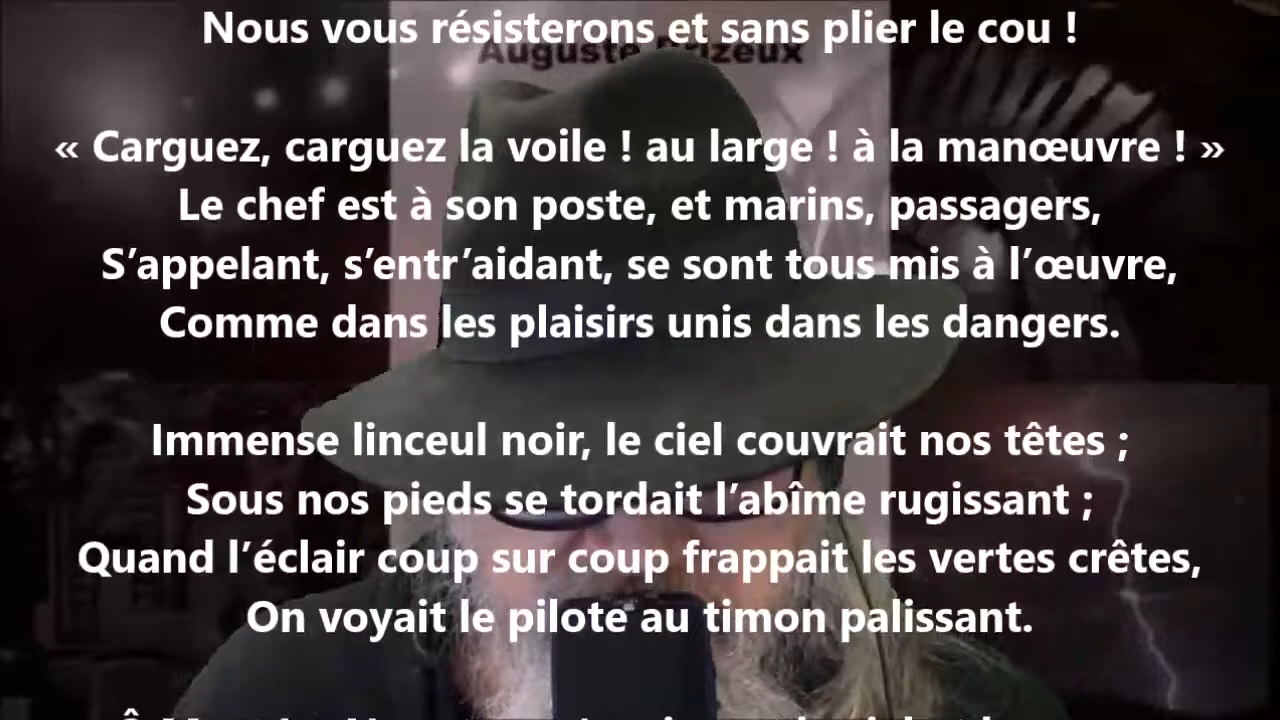 Nous vous résisterons et sans plier le cou !
Auguste Brizeux
« Carguez, carguez la voile ! au large ! à la manœuvre ! »
Le chef est à son poste, et marins, passagers,
S’appelant, s’entr’aidant, se sont tous mis à l’œuvre,
Comme dans les plaisirs unis dans les dangers.
Immense linceul noir, le ciel couvrait nos têtes ;
Sous nos pieds se tordait l’abîme rugissant ;
Quand l’éclair coup sur coup frappait les vertes crêtes,
On voyait le pilote au timon palissant.